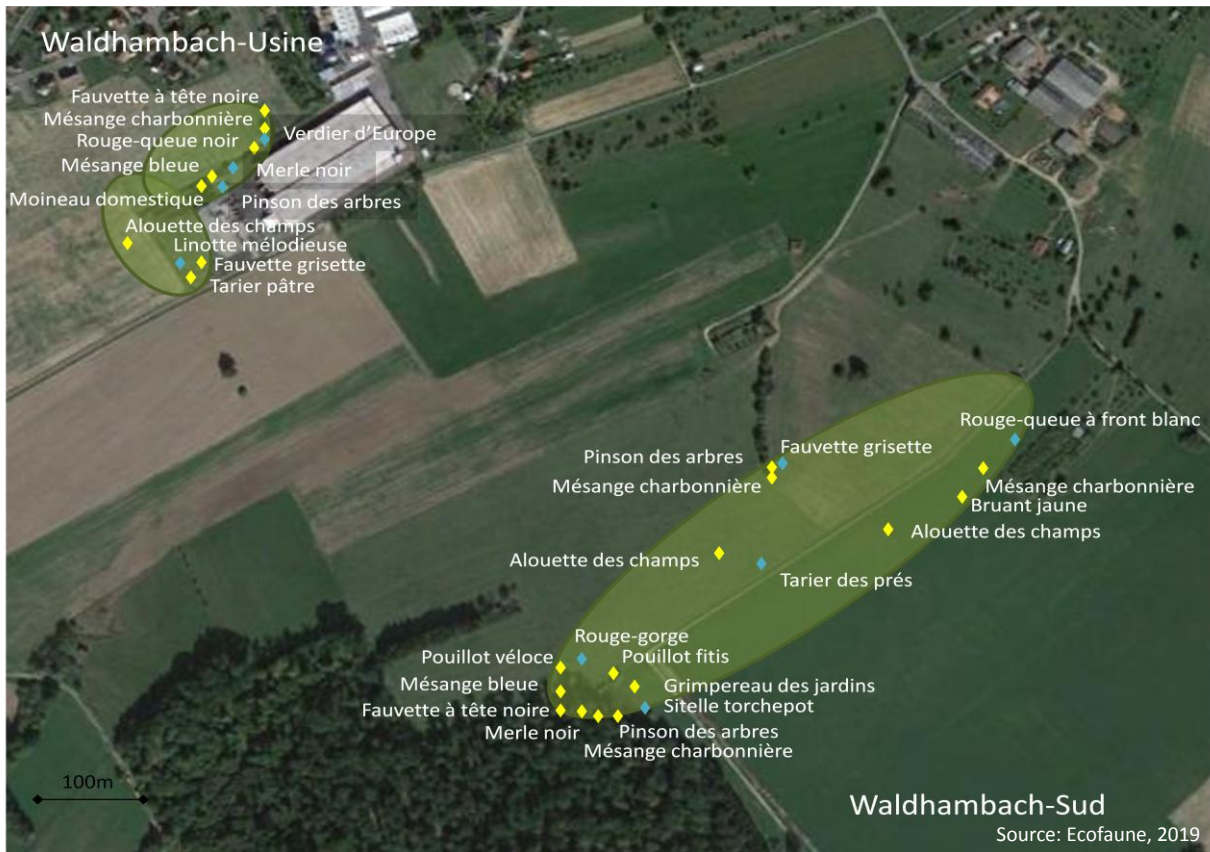 Waldhambach-Usine
Fauvette à tête noire
Mésange charbonnière
Rouge-queue noir
Verdier d'Europe
Mésange bleue
Merle noir
Moineau domestique
Pinson des arbres
Alouette des champs
Linotte mélodieuse
Fauvette grisette
Tarier pâtre
Rouge-queue à front blanc
Fauvette grisette
Pinson des arbres
Mésange charbonnière
Mésange charbonnière
Bruant jaune
Alouette des champs
Alouette des champs
Tarier des prés
Rouge-gorge
Pouillot véloce
Pouillot fitis
Mésange bleue
Grimpereau des jardins
Fauvette à tête noire
Sitelle torchepot
Merle noir
Pinson des arbres
Mésange charbonnière
100m
Waldhambach-Sud
Source: Ecofaune, 2019